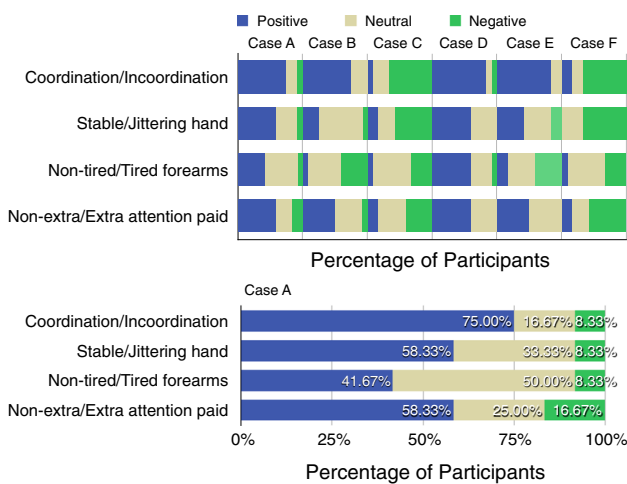 Positive Neutral Negative
Case A Case B Case C Case D Case E Case F
Coordination/Incoordination
Stable/Jittering hand
Non-tired/Tired forearms
Non-extra/Extra attention paid
Percentage of Participants
Case A
Coordination/Incoordination 75.00% 16.67% 8.33%
Stable/Jittering hand 58.33% 33.33% 8.33%
Non-tired/Tired forearms 41.67% 50.00% 8.33%
Non-extra/Extra attention paid 58.33% 25.00% 16.67%
0% 25% 50% 75% 100%
Percentage of Participants